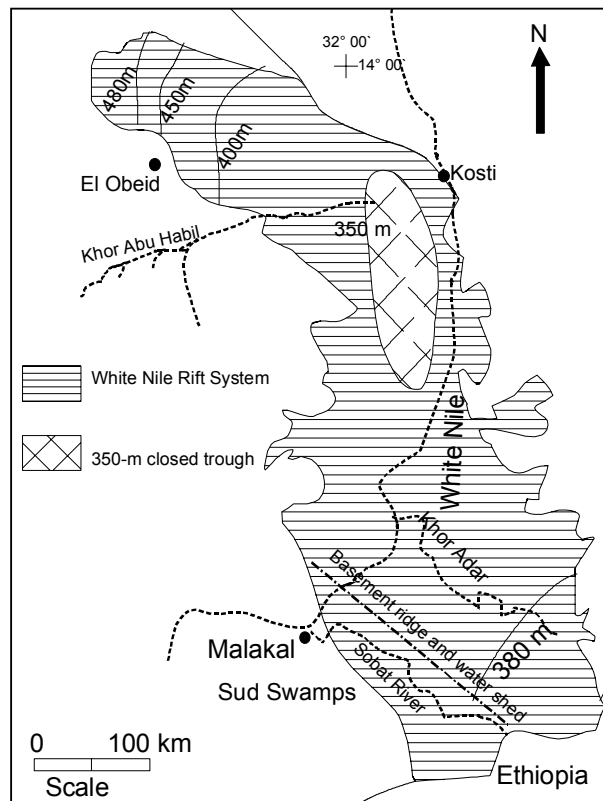 32° 00`
14° 00`
N
480m
450m
400m
El Obeid
Kosti
Khor Abu Habil
350 m
White Nile Rift System
350-m closed trough
White Nile
Khor Adar
Basement ridge and water shed
380 m
Malakal
Sobat River
Sud Swamps
0 100 km
Scale
Ethiopia